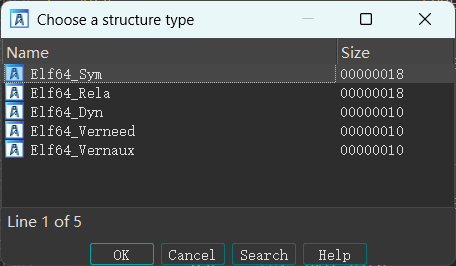 Choose a structure type
Name Size
Elf64_Sym 00000018
Elf64_Rela 00000018
Elf64_Dyn 00000010
Elf64_Verneed 00000010
Elf64_Vernaux 00000010
Line 1 of 5
OK Cancel Search Help